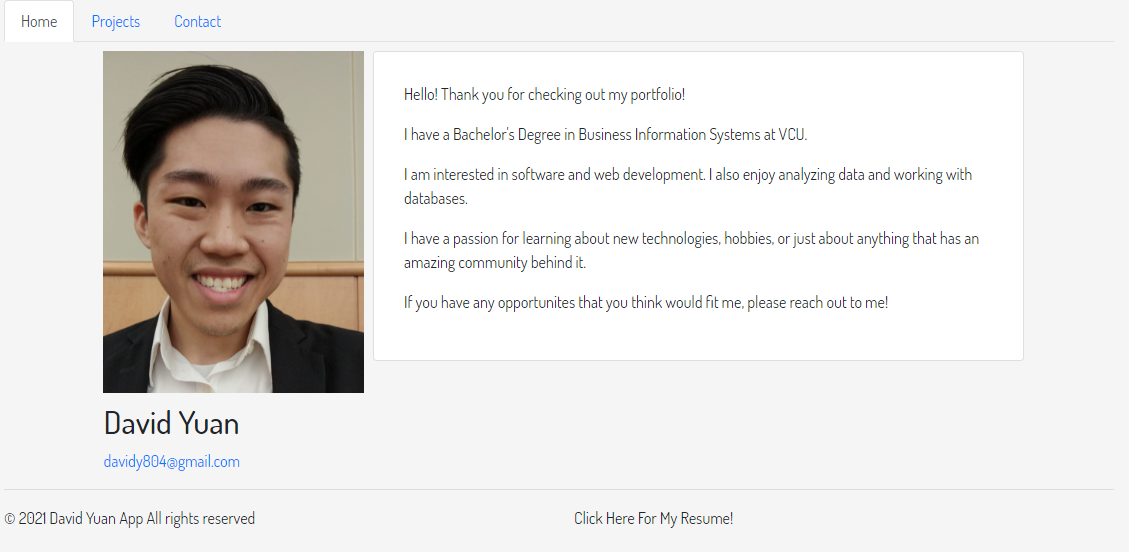 Home Projects Contact
Hello! Thank you for checking out my portfolio!
I have a Bachelor's Degree in Business Information Systems at VCU.
I am interested in software and web development. I also enjoy analyzing data and working with
databases.
I have a passion for learning about new technologies, hobbies, or just about anything that has an
amazing community behind it.
If you have any opportunites that you think would fit me, please reach out to me!
David Yuan
davidy804@gmail.com
© 2021 David Yuan App All rights reserved
Click Here For My Resume!